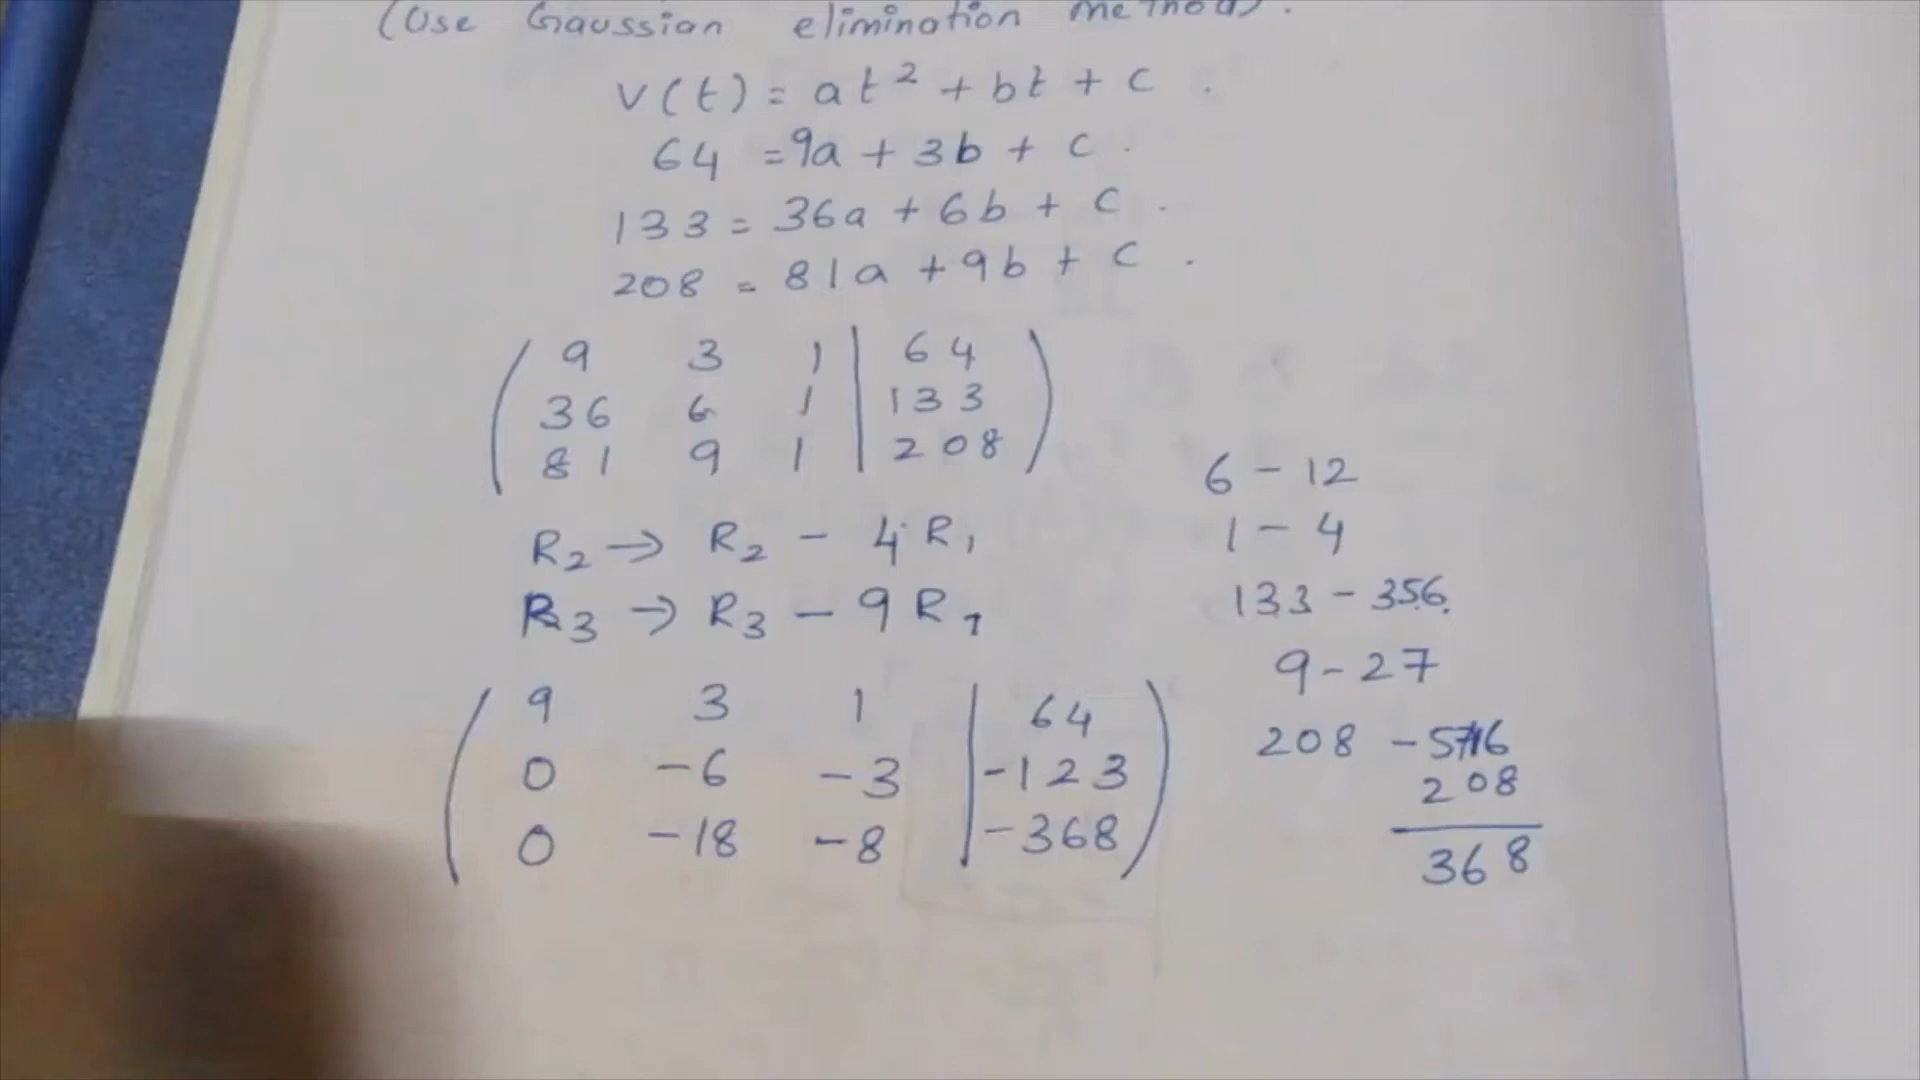 (Use Gaussian elimination method).
v(t) = at² + bt + c .
64 = 9a + 3b + c .
133 = 36a + 6b + c .
208 = 81a + 9b + c .
9 3 1 | 64
36 6 1 | 133
81 9 1 | 208
R₂ → R₂ - 4R₁
R₃ → R₃ - 9R₁
9 3 1 | 64
0 -6 -3 | -123
0 -18 -8 | -368
6 - 12
1 - 4
133 - 356
9 - 27
208 - 576
208
368